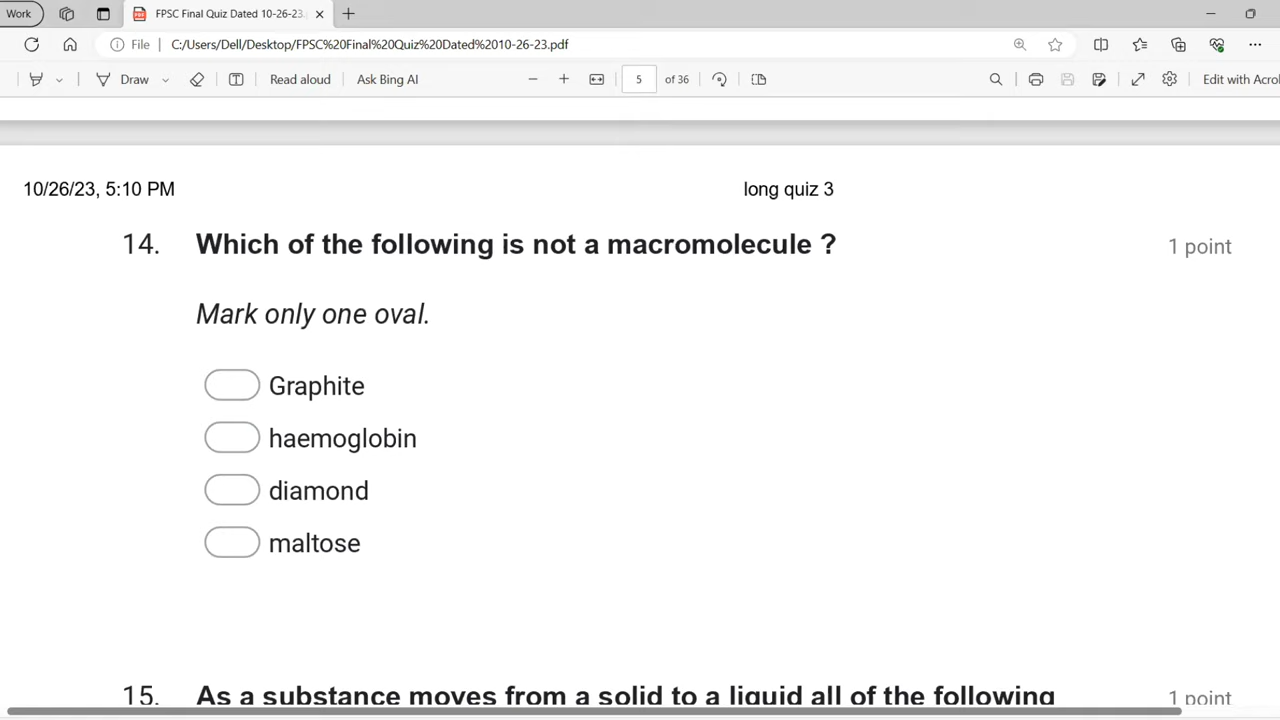 Work
FPSC Final Quiz Dated 10-26-23.
File C:/Users/Dell/Desktop/FPSC%20Final%20Quiz%20Dated%2010-26-23.pdf
Draw Read aloud Ask Bing AI 5 of 36 Edit with Acrol
10/26/23, 5:10 PM long quiz 3
14. Which of the following is not a macromolecule ? 1 point
Mark only one oval.
Graphite
haemoglobin
diamond
maltose
15. As a substance moves from a solid to a liquid all of the following 1 point